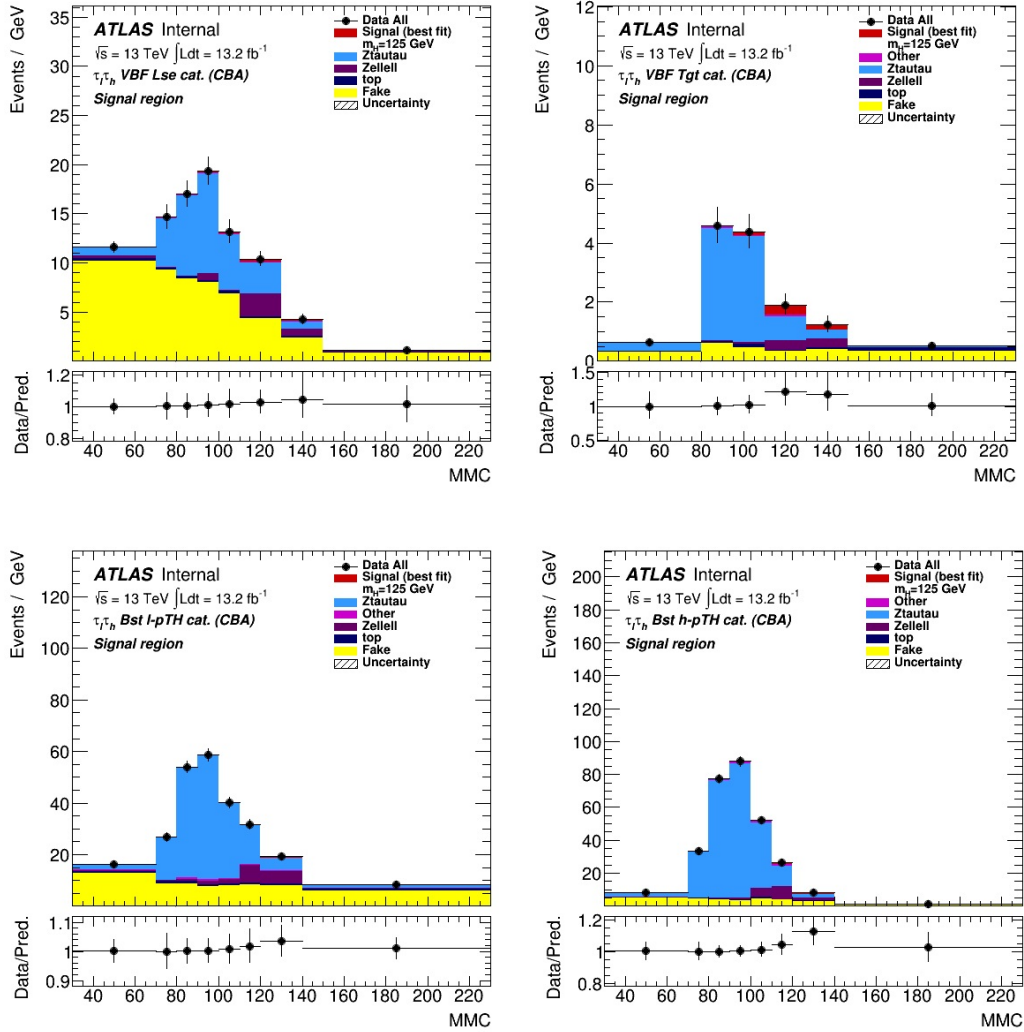 ATLAS Internal
√s = 13 TeV ∫Ldt = 13.2 fb⁻¹
τ_lτ_h VBF Lse cat. (CBA)
Signal region
Data All
Signal (best fit)
m_H=125 GeV
Ztautau
Zellell
top
Fake
Uncertainty
Events / GeV
35
30
25
20
15
10
5
Data/Pred.
1.2
1
0.8
40 60 80 100 120 140 160 180 200 220
MMC
ATLAS Internal
√s = 13 TeV ∫Ldt = 13.2 fb⁻¹
τ_lτ_h VBF Tgt cat. (CBA)
Signal region
Data All
Signal (best fit)
m_H=125 GeV
Other
Ztautau
Zellell
top
Fake
Uncertainty
Events / GeV
12
10
8
6
4
2
0
Data/Pred.
1.5
1
0.5
40 60 80 100 120 140 160 180 200 220
MMC
ATLAS Internal
√s = 13 TeV ∫Ldt = 13.2 fb⁻¹
τ_lτ_h Bst l-pTH cat. (CBA)
Signal region
Data All
Signal (best fit)
m_H=125 GeV
Ztautau
Other
Zellell
top
Fake
Uncertainty
Events / GeV
120
100
80
60
40
20
Data/Pred.
1.1
1
0.9
40 60 80 100 120 140 160 180 200 220
MMC
ATLAS Internal
√s = 13 TeV ∫Ldt = 13.2 fb⁻¹
τ_lτ_h Bst h-pTH cat. (CBA)
Signal region
Data All
Signal (best fit)
m_H=125 GeV
Other
Ztautau
Zellell
top
Fake
Uncertainty
Events / GeV
200
180
160
140
120
100
80
60
40
20
Data/Pred.
1.2
1
0.8
40 60 80 100 120 140 160 180 200 220
MMC